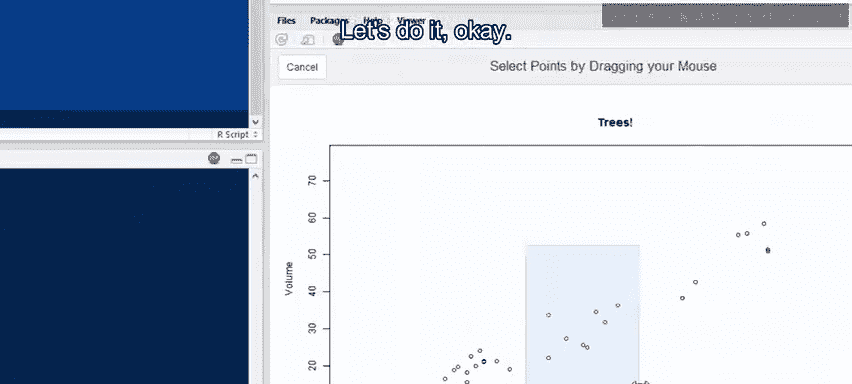 Files Packages Help Viewer
Let's do it, okay.
Cancel
Select Points by Dragging your Mouse
Trees!
R Script
70
60
50
40
30
20
Volume